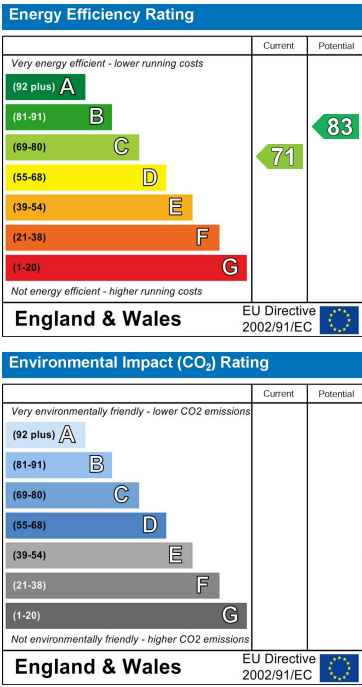 Energy Efficiency Rating
Current Potential
Very energy efficient - lower running costs
(92 plus) A
(81-91) B
(69-80) C
(55-68) D
(39-54) E
(21-38) F
(1-20) G
71
83
Not energy efficient - higher running costs
England & Wales
EU Directive
2002/91/EC
Environmental Impact (CO₂) Rating
Current Potential
Very environmentally friendly - lower CO2 emissions
(92 plus) A
(81-91) B
(69-80) C
(55-68) D
(39-54) E
(21-38) F
(1-20) G
Not environmentally friendly - higher CO2 emissions
England & Wales
EU Directive
2002/91/EC